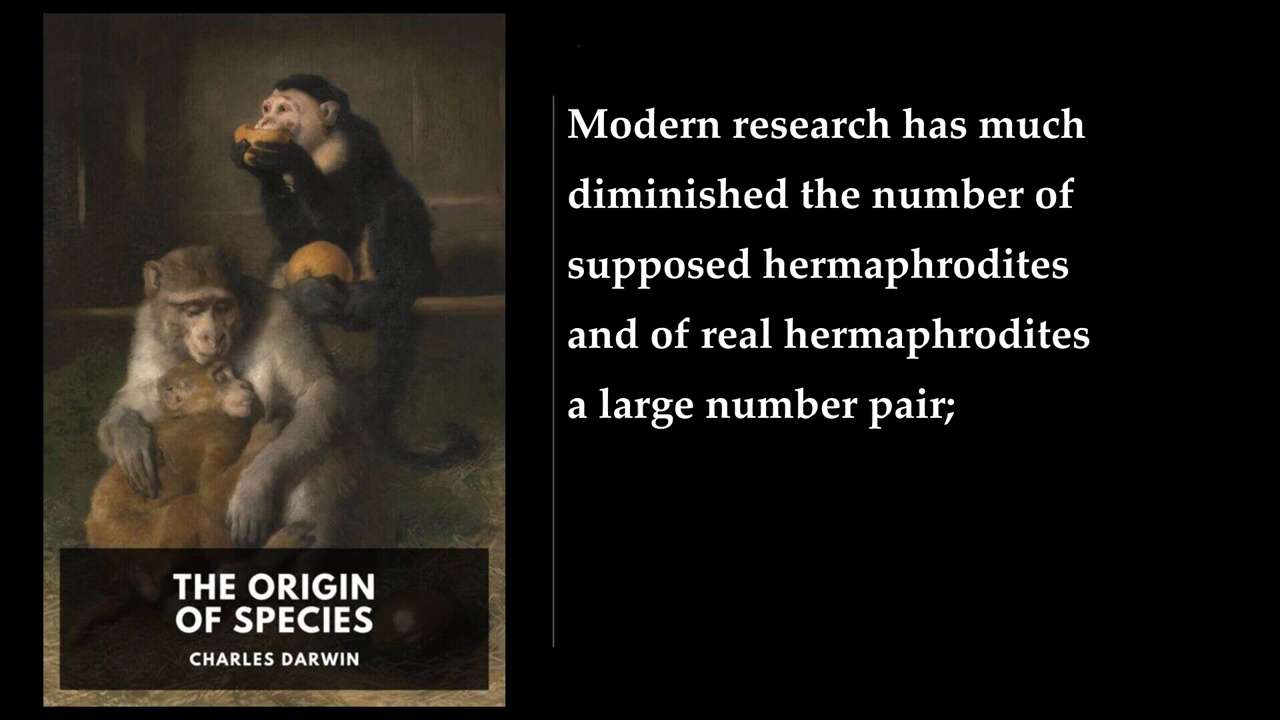 Modern research has much
diminished the number of
supposed hermaphrodites
and of real hermaphrodites
a large number pair;
THE ORIGIN
OF SPECIES
CHARLES DARWIN